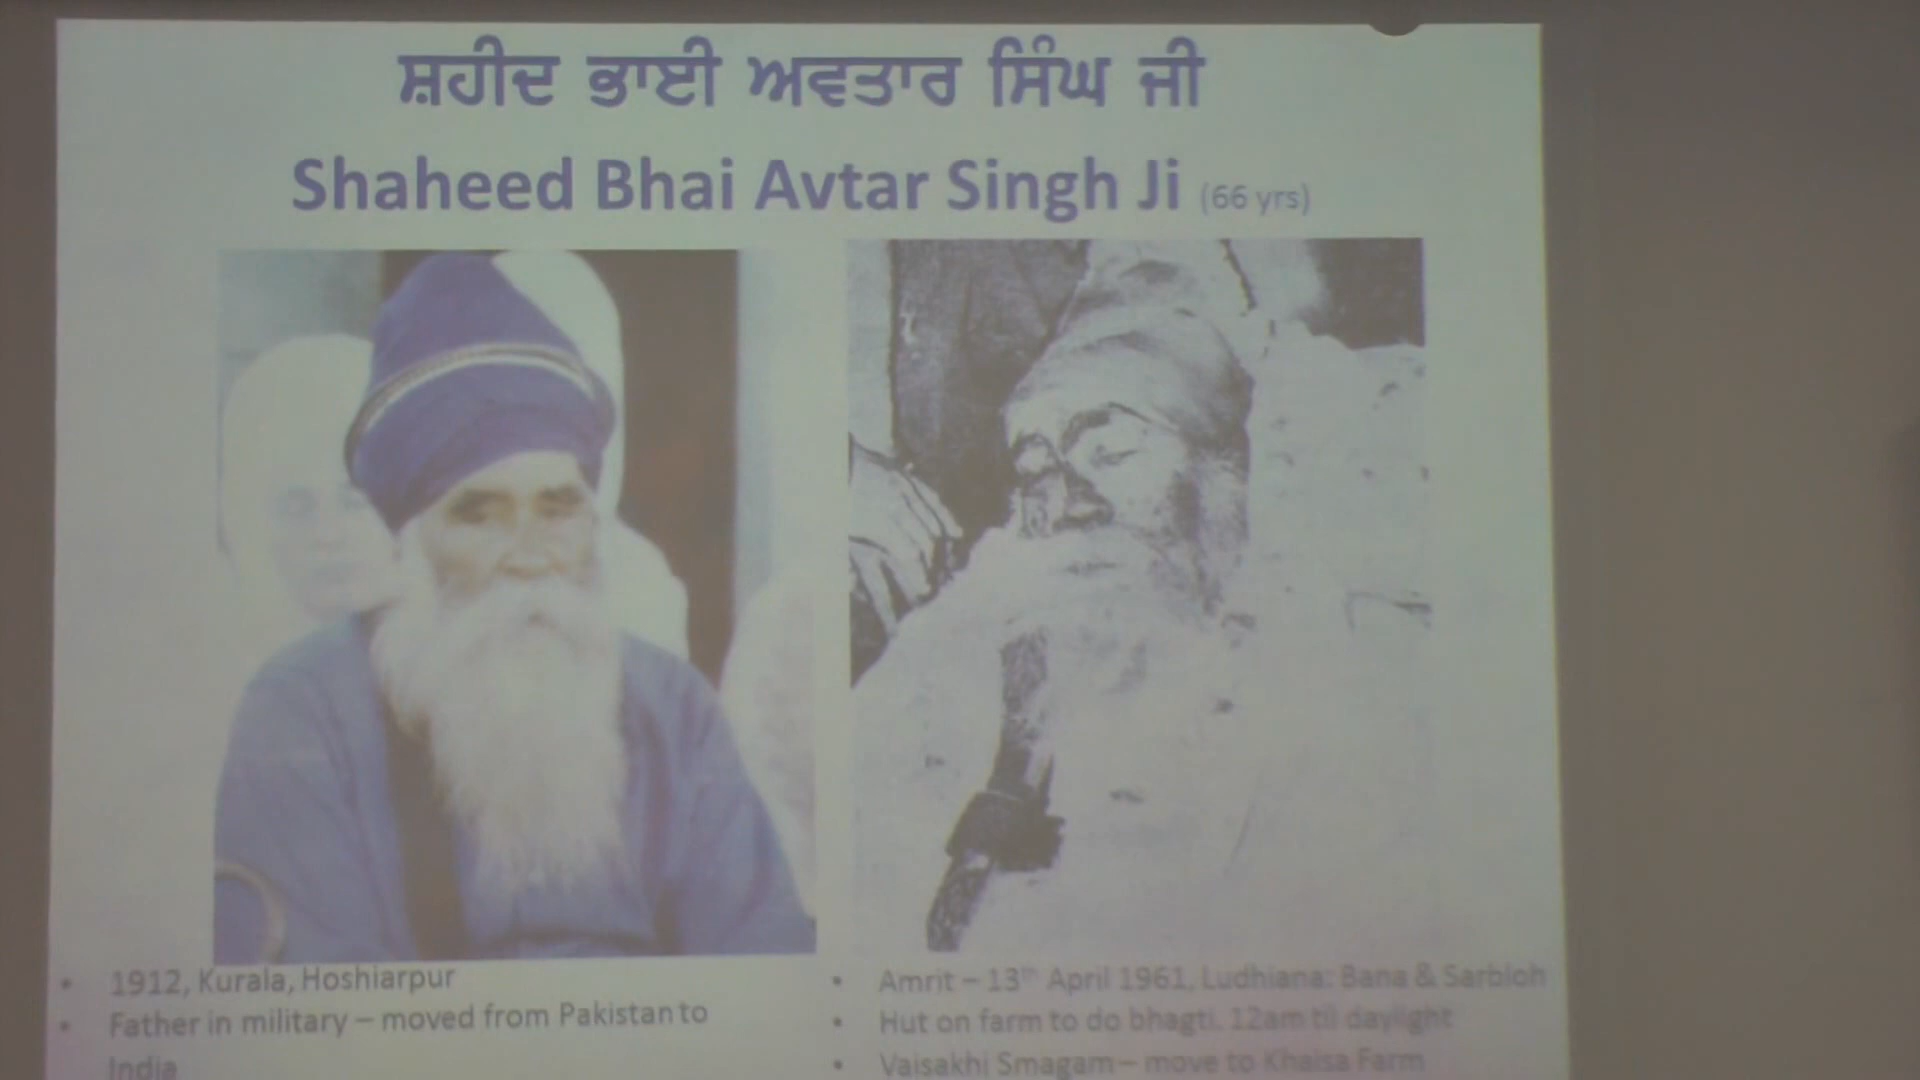 ਸ਼ਹੀਦ ਭਾਈ ਅਵਤਾਰ ਸਿੰਘ ਜੀ
Shaheed Bhai Avtar Singh Ji (66 yrs)
• 1912, Kurala, Hoshiarpur
• Father in military – moved from Pakistan to
India
• Amrit – 13th April 1961, Ludhiana: Bana & Sarbloh
• Hut on farm to do bhagti. 12am til daylight
• Vaisakhi Smagam – move to Khalsa Farm